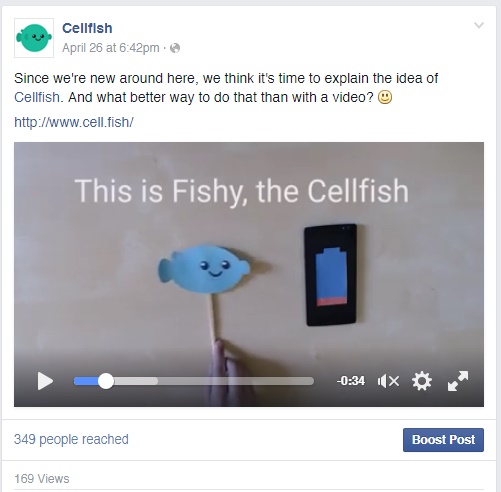 Cellfish
April 26 at 6:42pm ·
Since we're new around here, we think it's time to explain the idea of
Cellfish. And what better way to do that than with a video? 🙂
http://www.cell.fish/
This is Fishy, the Cellfish
-0:34
349 people reached
Boost Post
169 Views